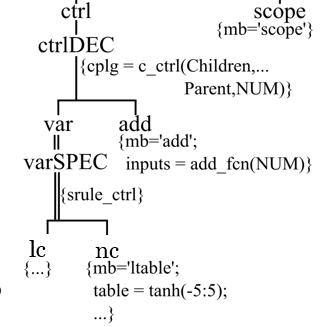 ctrl
scope
{mb='scope'}
ctrlDEC
{cplg = c_ctrl(Children,...
Parent,NUM)}
var
add
{mb='add';
varSPEC
inputs = add_fcn(NUM)}
{srule_ctrl}
lc
nc
{...}
{mb='ltable';
table = tanh(-5:5);
...}